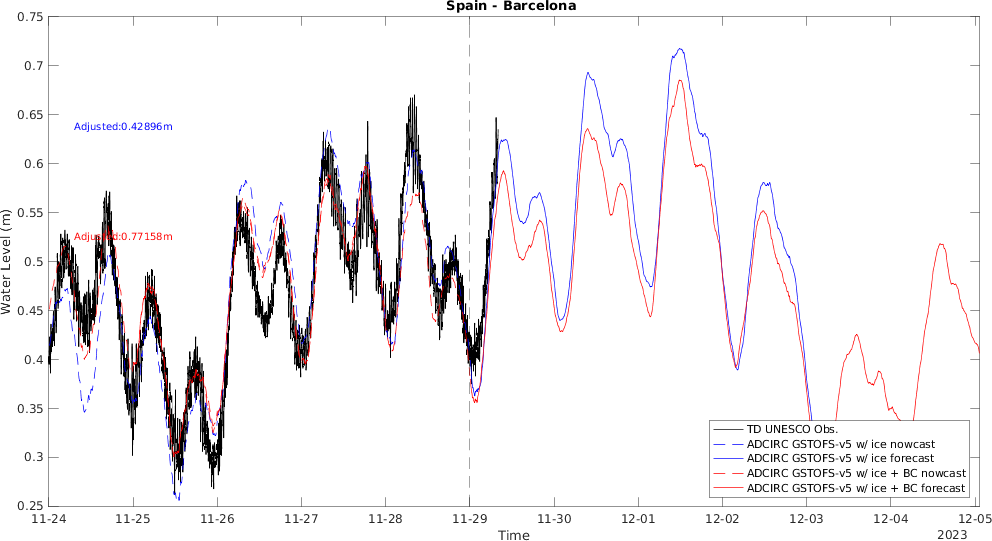 Spain - Barcelona
0.75
0.7
0.65
0.6
0.55
0.5
0.45
0.4
0.35
0.3
0.25
Water Level (m)
Adjusted:0.42896m
Adjusted:0.77158m
TD UNESCO Obs.
ADCIRC GSTOFS-v5 w/ ice nowcast
ADCIRC GSTOFS-v5 w/ ice forecast
ADCIRC GSTOFS-v5 w/ ice + BC nowcast
ADCIRC GSTOFS-v5 w/ ice + BC forecast
11-24 11-25 11-26 11-27 11-28 11-29 11-30 12-01 12-02 12-03 12-04 12-05
Time
2023